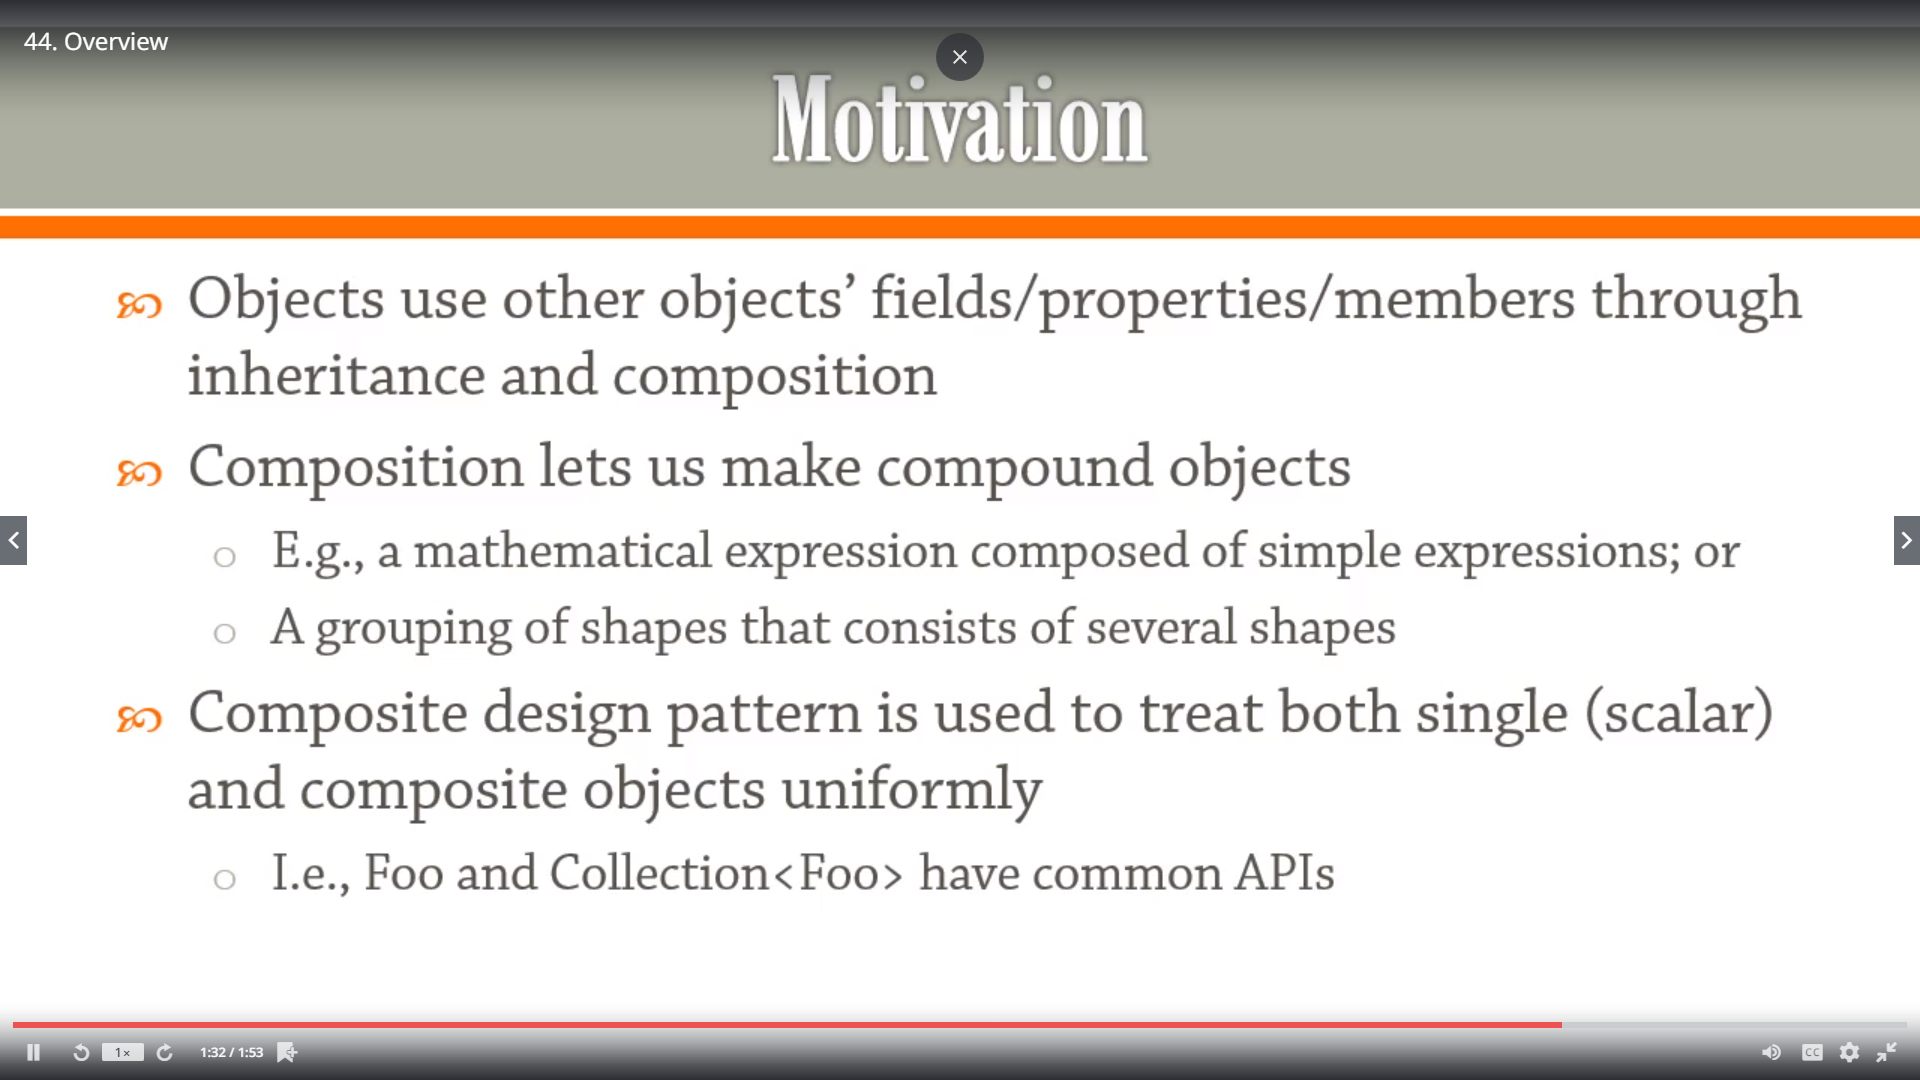 44. Overview
Motivation
Objects use other objects’ fields/properties/members through
inheritance and composition
Composition lets us make compound objects
E.g., a mathematical expression composed of simple expressions; or
A grouping of shapes that consists of several shapes
Composite design pattern is used to treat both single (scalar)
and composite objects uniformly
I.e., Foo and Collection<Foo> have common APIs
1x
1:32 / 1:53
CC